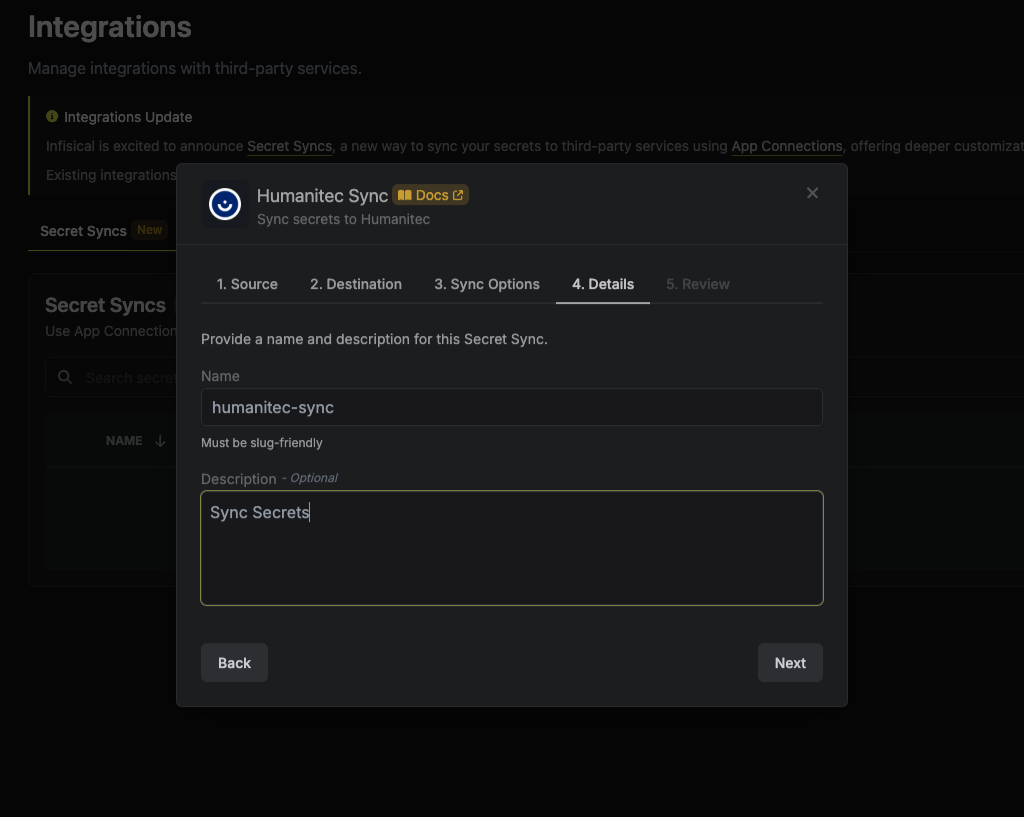 Integrations
Manage integrations with third-party services.
Integrations Update
Infisical is excited to announce Secret Syncs, a new way to sync your secrets to third-party services using App Connections, offering deeper
Existing integrations
Humanitec Sync
Docs
Sync secrets to Humanitec
Secret Syncs New
1. Source
2. Destination
3. Sync Options
4. Details
5. Review
Secret Syncs
Use App Connection
Provide a name and description for this Secret Sync.
Search
Name
humanitec-sync
NAME
Must be slug-friendly
Description - Optional
Sync Secrets
Back
Next